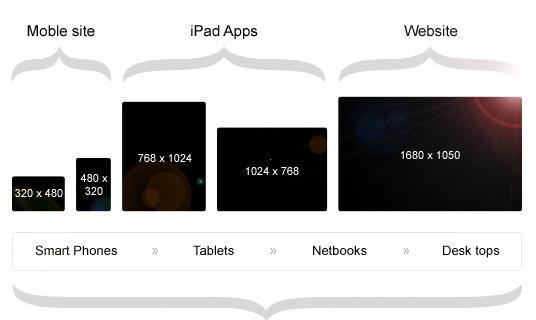 Moble site
iPad Apps
Website
320 x 480
480 x
320
768 x 1024
1024 x 768
1680 x 1050
Smart Phones » Tablets » Netbooks » Desk tops